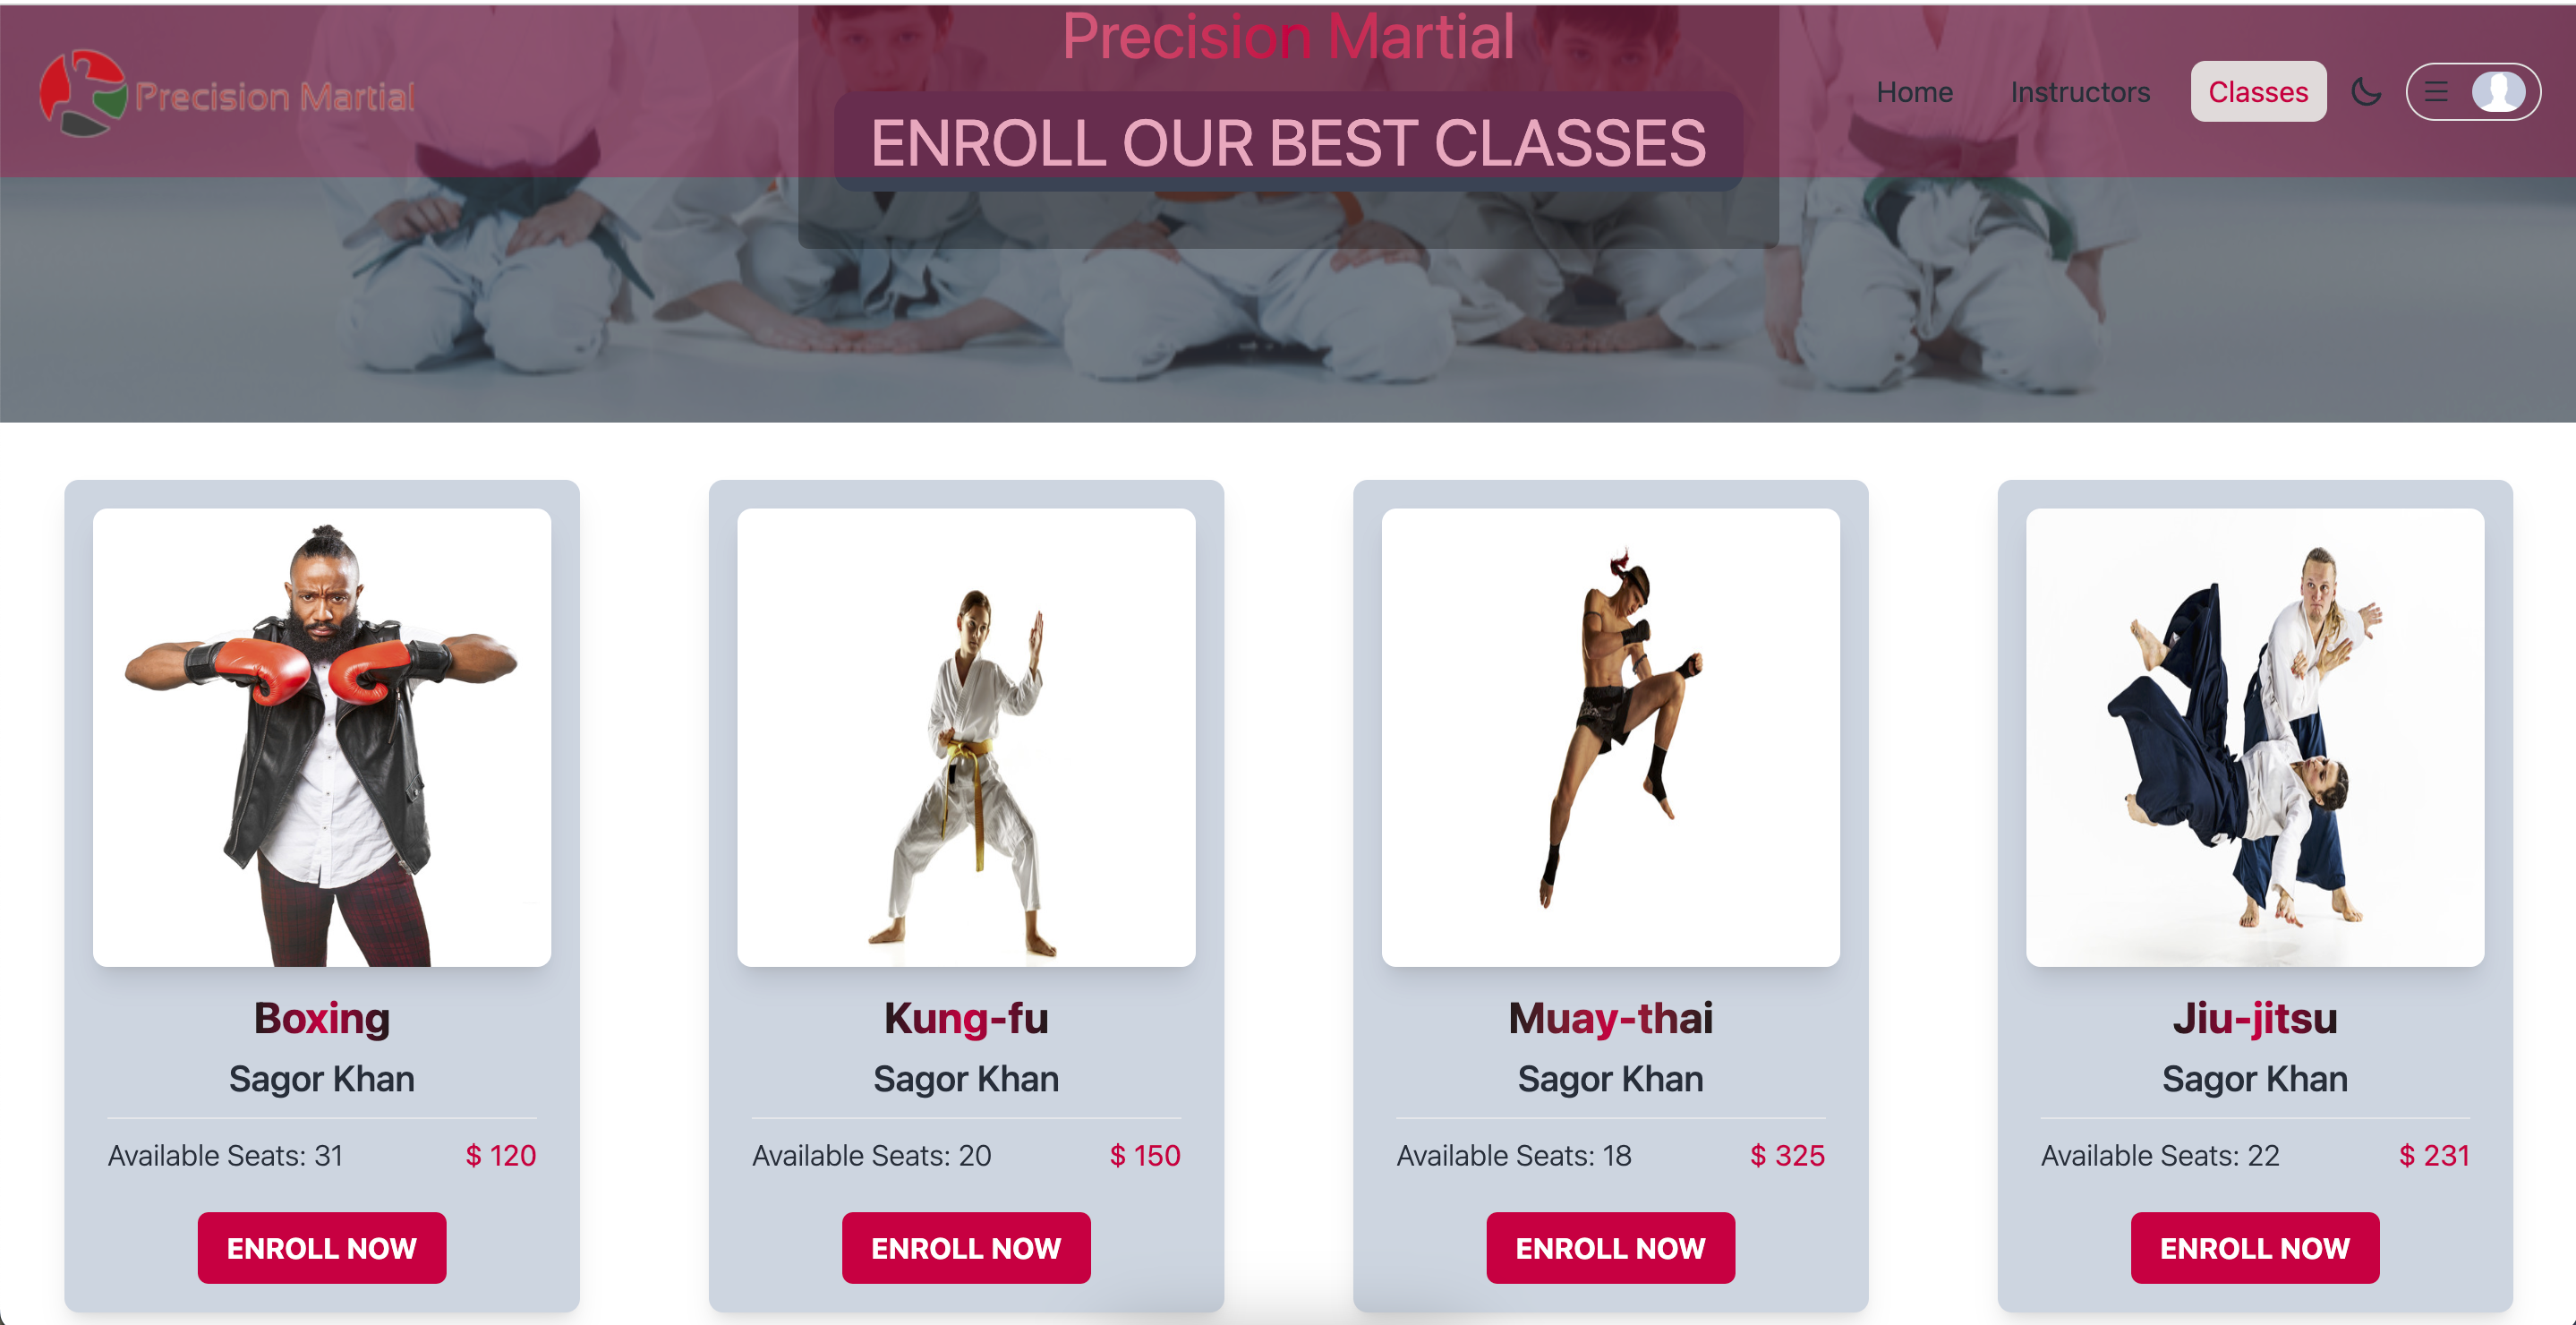 Precision Martial
Precision Martial
Home
Instructors
Classes
ENROLL OUR BEST CLASSES
Boxing
Sagor Khan
Available Seats: 31
$ 120
ENROLL NOW
Kung-fu
Sagor Khan
Available Seats: 20
$ 150
ENROLL NOW
Muay-thai
Sagor Khan
Available Seats: 18
$ 325
ENROLL NOW
Jiu-jitsu
Sagor Khan
Available Seats: 22
$ 231
ENROLL NOW